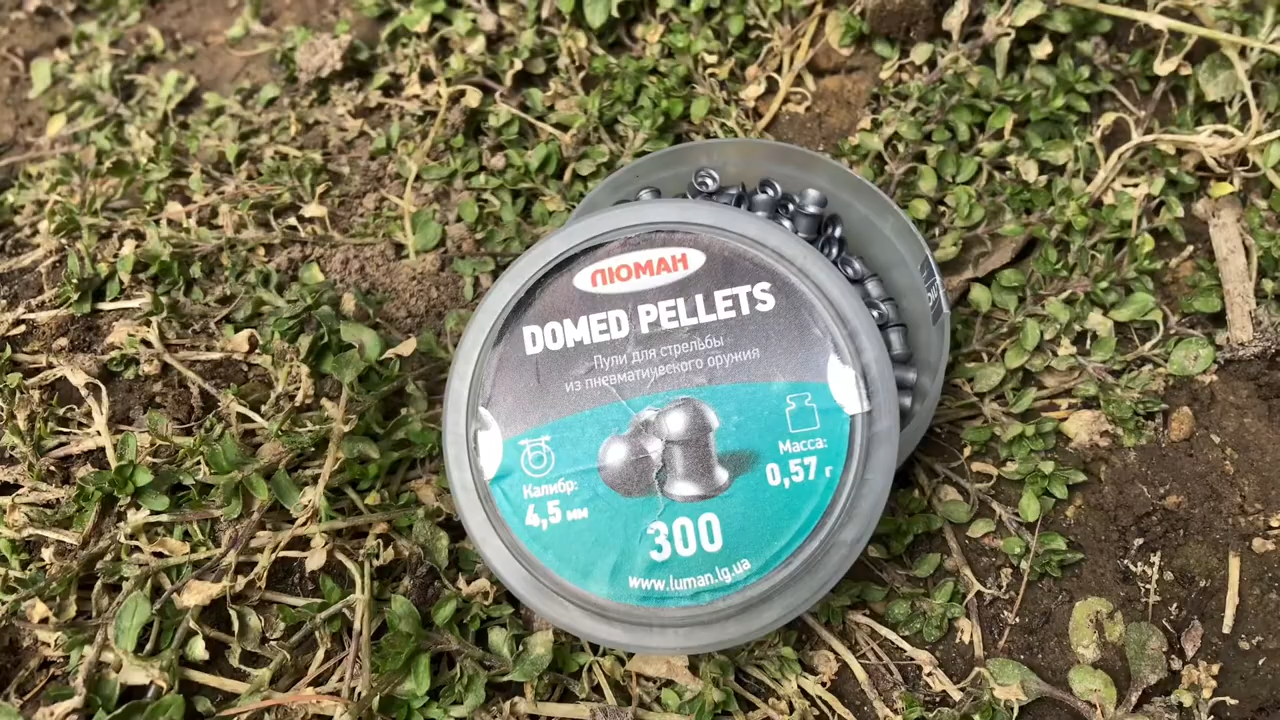 ЛЮМАН
DOMED PELLETS
Пули для стрельбы
из пневматического оружия
Калибр:
4,5 мм
Масса:
0,57 г
300
www.luman.lg.ua